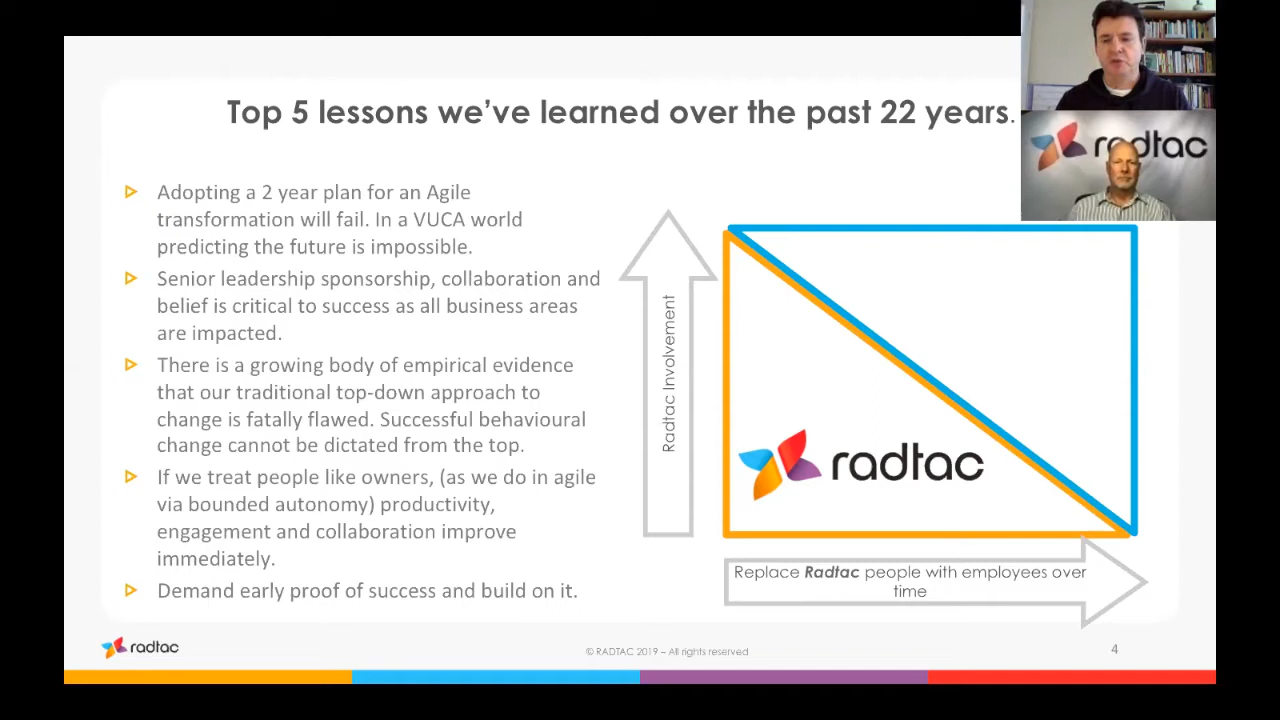 Top 5 lessons we've learned over the past 22 years.
radtac
Adopting a 2 year plan for an Agile
transformation will fail. In a VUCA world
predicting the future is impossible.
Senior leadership sponsorship, collaboration and
belief is critical to success as all business areas
are impacted.
There is a growing body of empirical evidence
that our traditional top-down approach to
change is fatally flawed. Successful behavioural
change cannot be dictated from the top.
If we treat people like owners, (as we do in agile
via bounded autonomy) productivity,
engagement and collaboration improve
immediately.
Demand early proof of success and build on it.
Radtac Involvement
radtac
Replace Radtac people with employees over
time
radtac
© RADTAC 2019 – All rights reserved
4